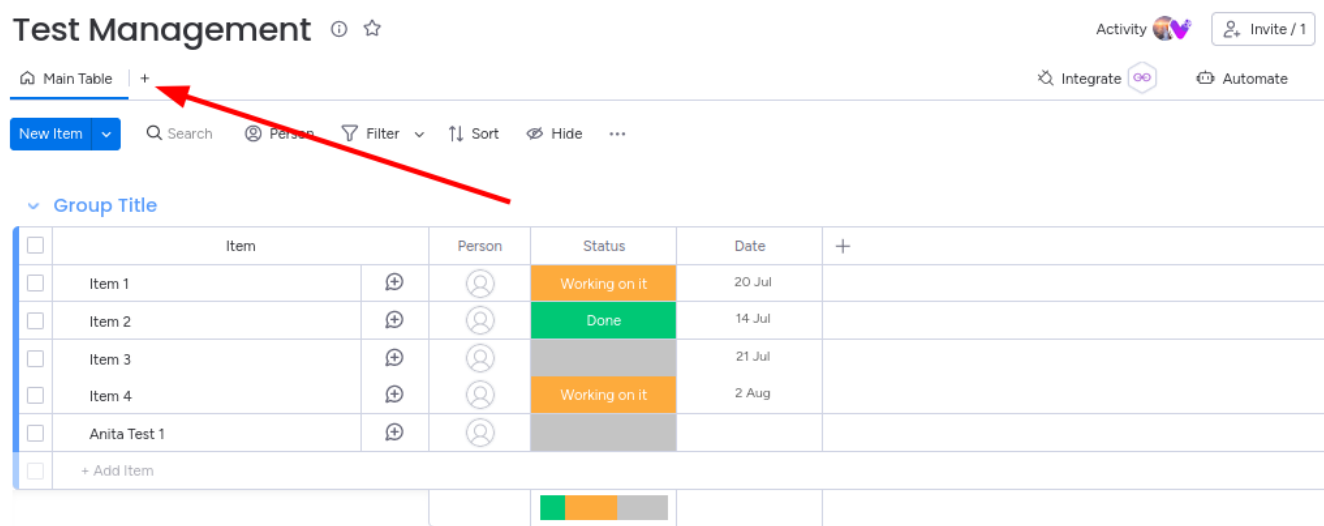 Test Management
Activity
Invite / 1
Main Table +
Integrate
Automate
New Item
Search
Person
Filter
Sort
Hide
Group Title
Item Person Status Date +
Item 1 Working on it 20 Jul
Item 2 Done 14 Jul
Item 3 21 Jul
Item 4 Working on it 2 Aug
Anita Test 1
+ Add Item